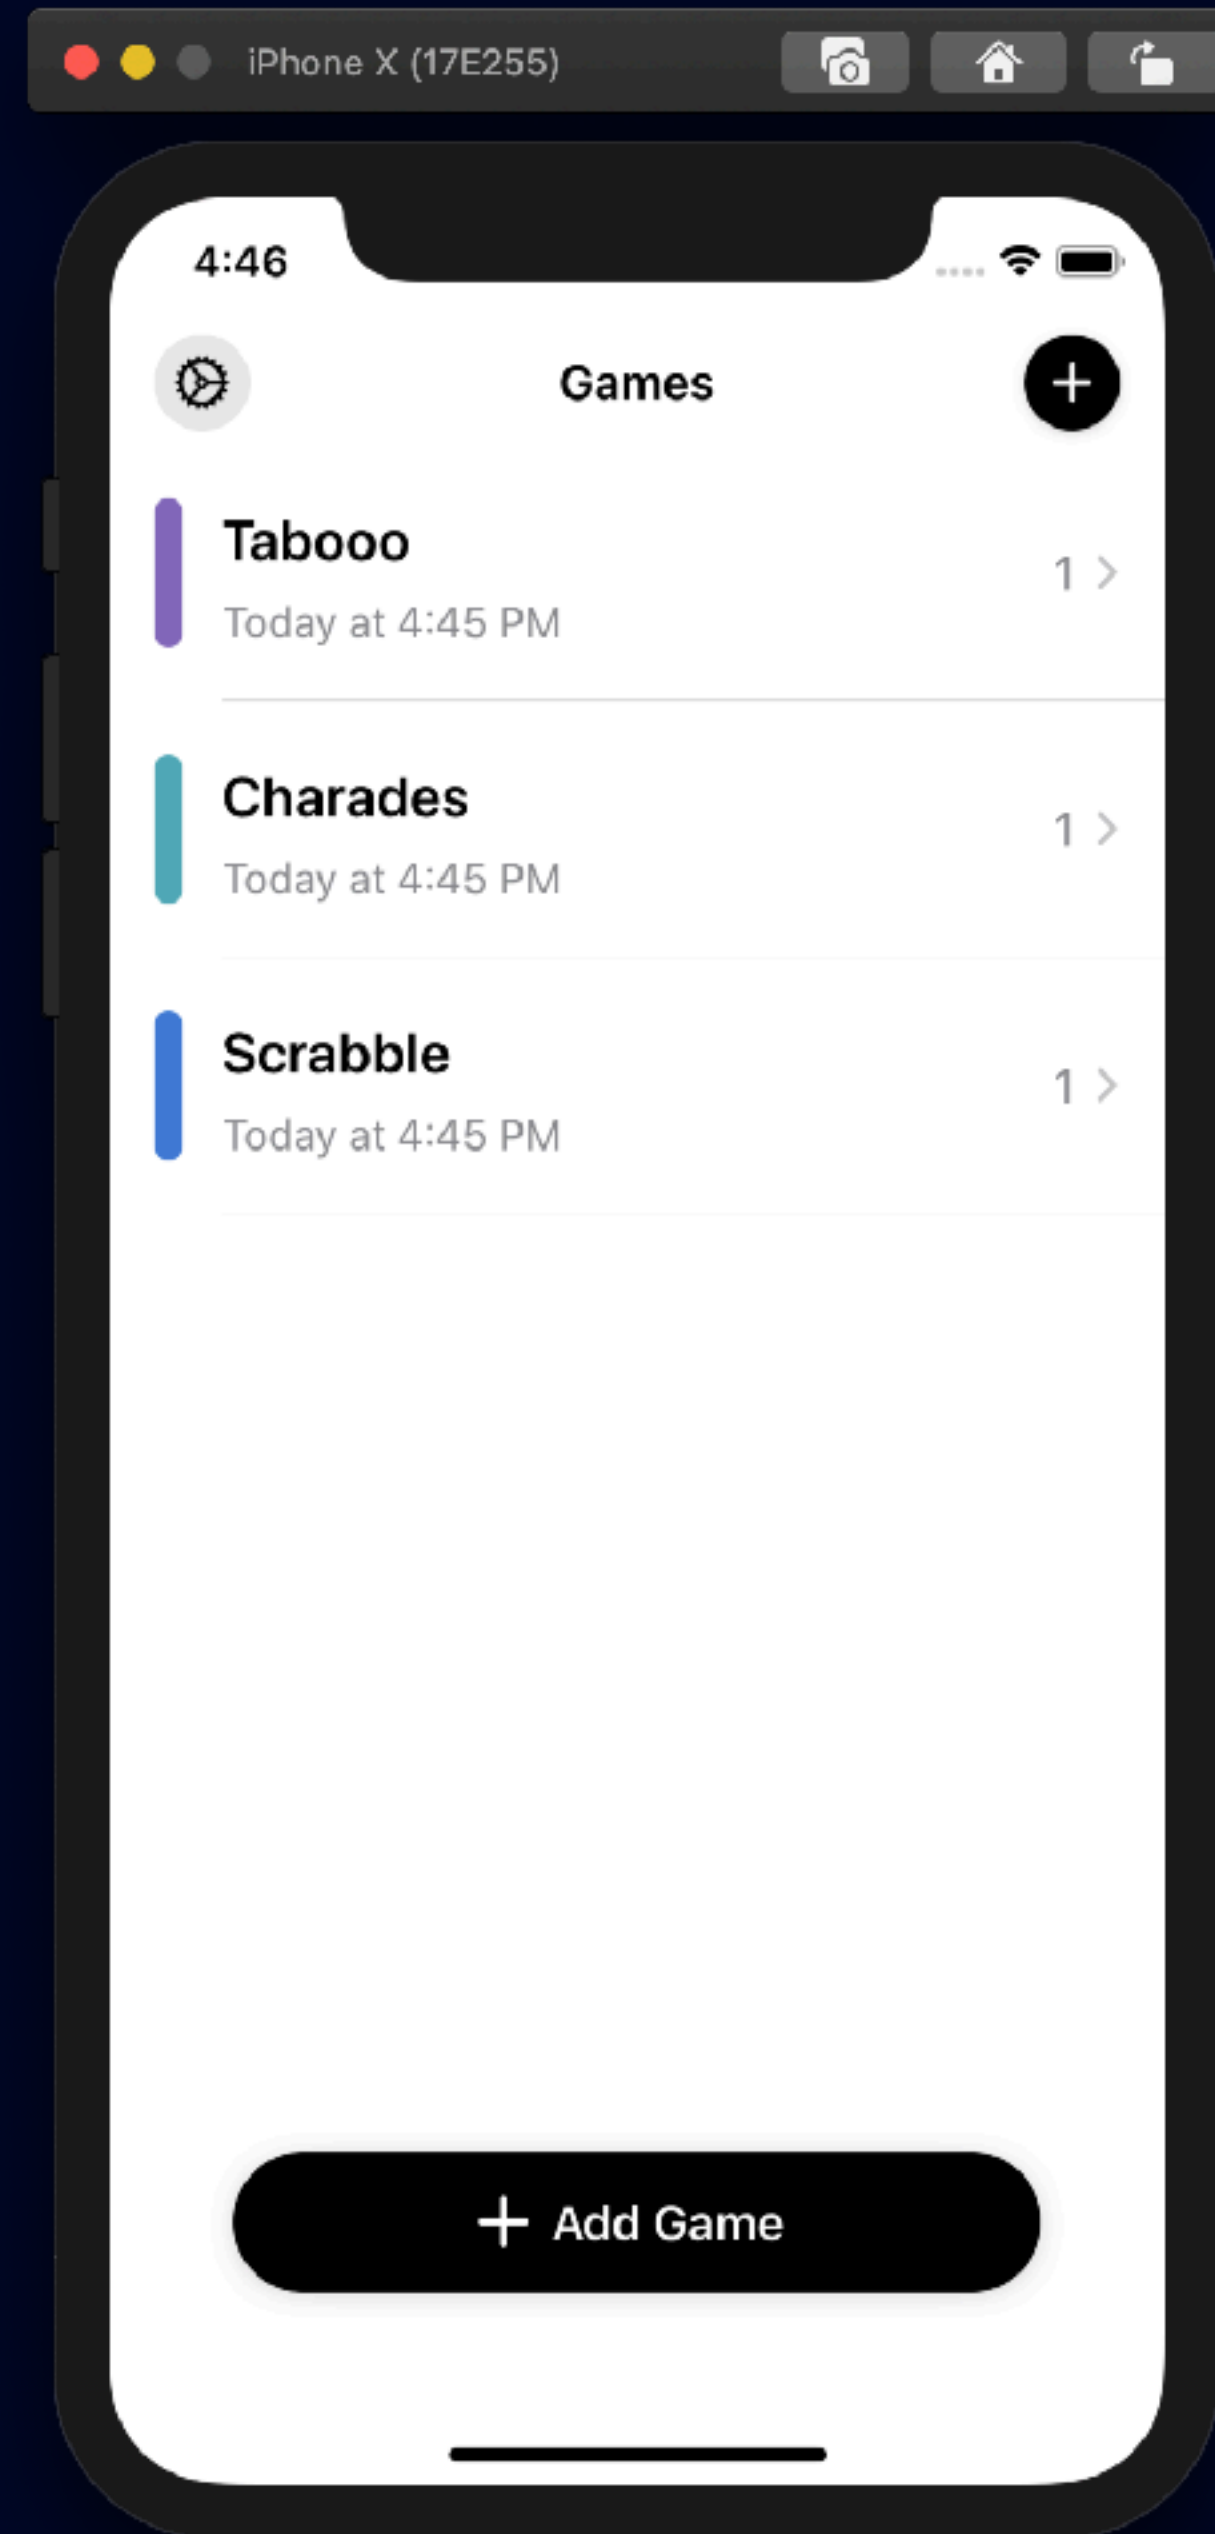 iPhone X (17E255)
4:46
Games
Tabooo
1
Today at 4:45 PM
Charades
1
Today at 4:45 PM
Scrabble
1
Today at 4:45 PM
Add Game